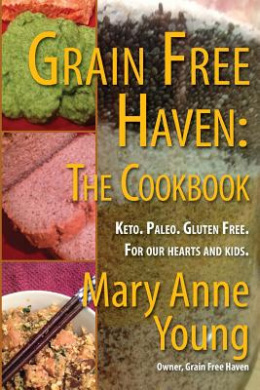 GRAIN FREE
HAVEN:
THE COOKBOOK
KETO. PALEO. GLUTEN FREE.
FOR OUR HEARTS AND KIDS.
Mary Anne
Young
Owner, Grain Free Haven